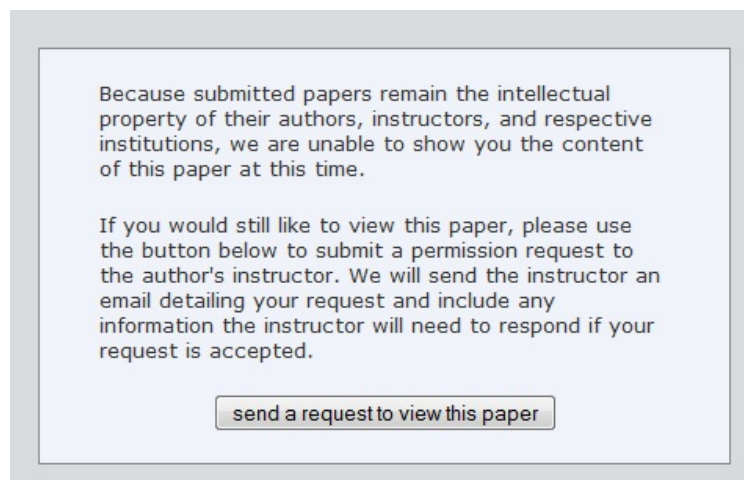 Because submitted papers remain the intellectual
property of their authors, instructors, and respective
institutions, we are unable to show you the content
of this paper at this time.
If you would still like to view this paper, please use
the button below to submit a permission request to
the author's instructor. We will send the instructor an
email detailing your request and include any
information the instructor will need to respond if your
request is accepted.
send a request to view this paper